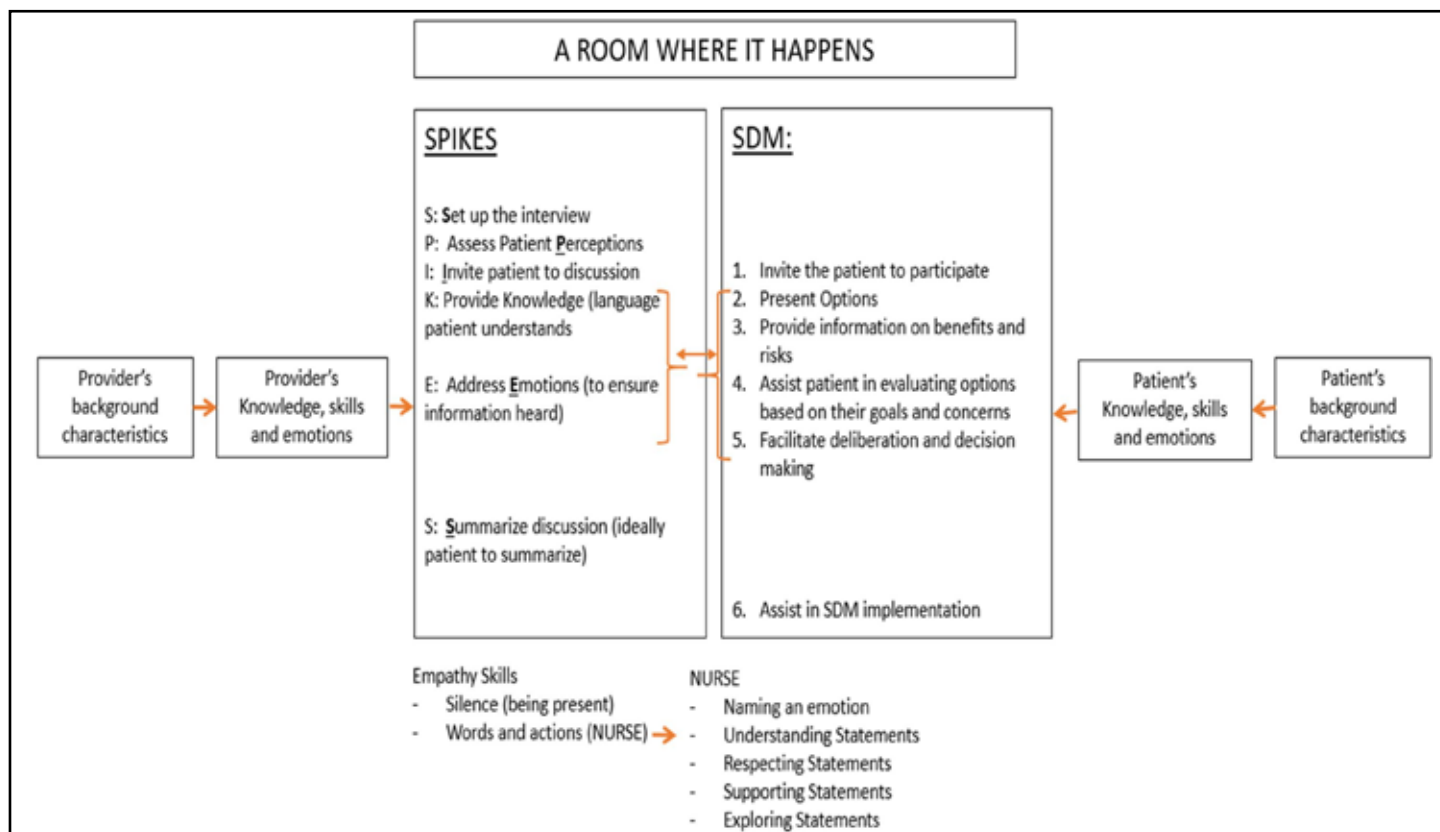 A ROOM WHERE IT HAPPENS
SPIKES
S: Set up the interview
P: Assess Patient Perceptions
I: Invite patient to discussion
K: Provide Knowledge (language
patient understands
E: Address Emotions (to ensure
information heard)
S: Summarize discussion (ideally
patient to summarize)
SDM:
1. Invite the patient to participate
2. Present Options
3. Provide information on benefits and
risks
4. Assist patient in evaluating options
based on their goals and concerns
5. Facilitate deliberation and decision
making
6. Assist in SDM implementation
Provider's
background
characteristics
Provider's
Knowledge, skills
and emotions
Patient's
Knowledge, skills
and emotions
Patient's
background
characteristics
Empathy Skills
- Silence (being present)
- Words and actions (NURSE)
NURSE
- Naming an emotion
- Understanding Statements
- Respecting Statements
- Supporting Statements
- Exploring Statements